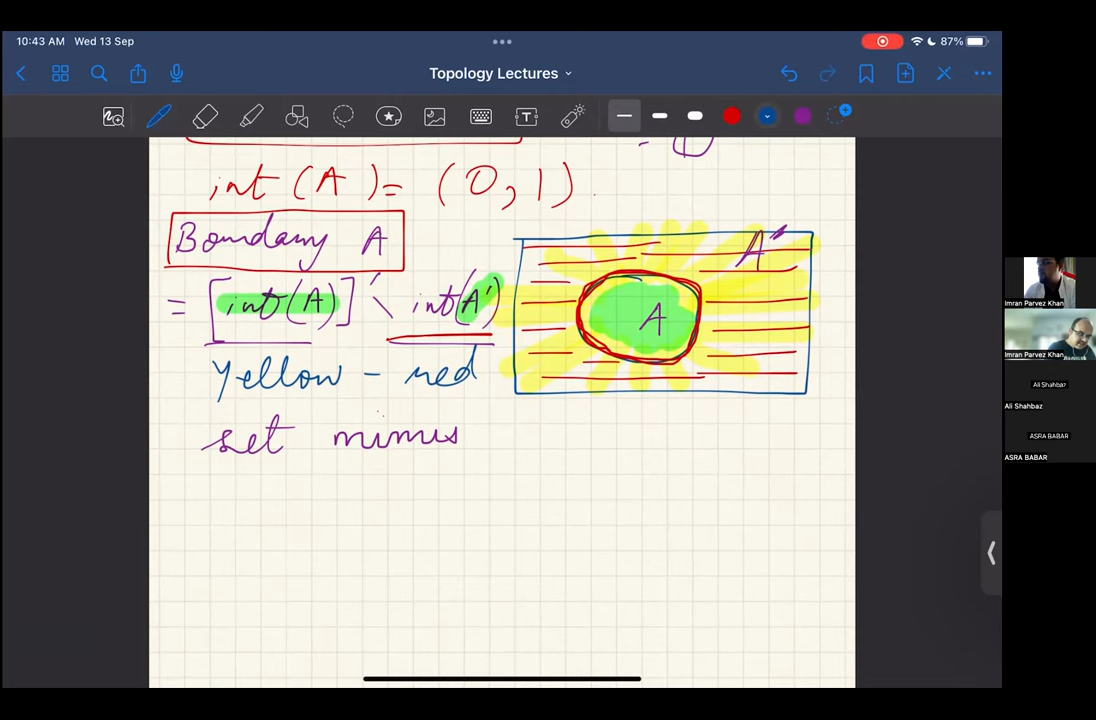 10:43 AM Wed 13 Sep
87%
Topology Lectures
int (A) = (0, 1)
Boundary A
= [int(A)]' \ int(A')
Yellow - red
set minus
A'
A
Imran Parvez Khan
Imran Parvez Khan
Ali Shahbaz
Ali Shahbaz
ASRA BABAR
ASRA BABAR